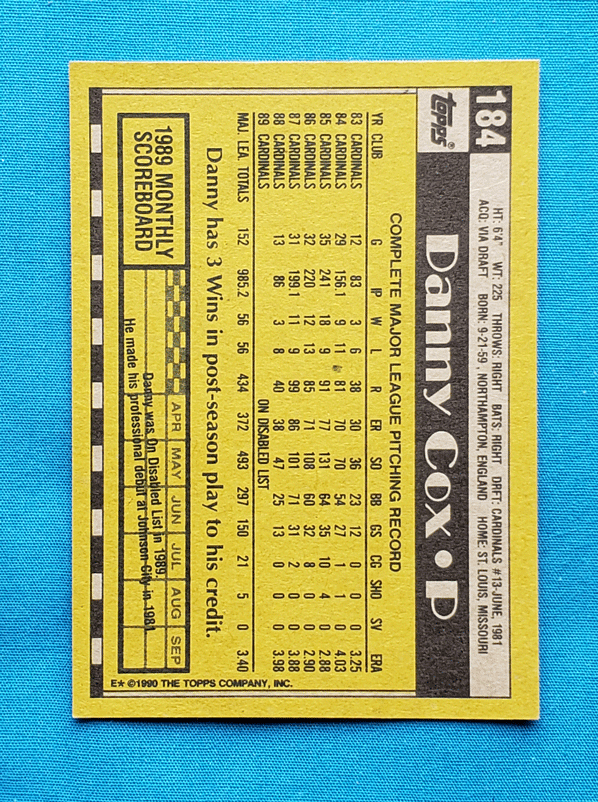 184
TOPPS®
HT: 6'4" WT: 225 THROWS: RIGHT BATS: RIGHT DRFT: CARDINALS #13-JUNE, 1981
ACQ: VIA DRAFT BORN: 9-21-59, NORTHAMPTON, ENGLAND HOME: ST. LOUIS, MISSOURI
Danny Cox • P
COMPLETE MAJOR LEAGUE PITCHING RECORD
YR CLUB G IP W L R ER SO BB GS CG SHO SV ERA
83 CARDINALS 12 83 3 6 38 30 36 23 12 0 0 0 3.25
84 CARDINALS 29 156.1 9 11 81 70 70 54 27 1 1 0 4.03
85 CARDINALS 35 241 18 9 91 77 131 64 35 10 4 0 2.88
86 CARDINALS 32 220 12 13 85 71 108 60 32 8 0 0 2.90
87 CARDINALS 31 199.1 11 9 99 86 101 71 31 2 0 0 3.88
88 CARDINALS 13 86 3 8 40 38 47 25 13 0 0 0 3.98
89 CARDINALS ON DISABLED LIST
MAJ. LEA. TOTALS 152 985.2 56 56 434 372 493 297 150 21 5 0 3.40
Danny has 3 Wins in post-season play to his credit.
1989 MONTHLY
SCOREBOARD
APR MAY JUN JUL AUG SEP
Danny was On Disabled List in 1989.
He made his professional debut at Johnson City in 1981.
E★ ©1990 THE TOPPS COMPANY, INC.